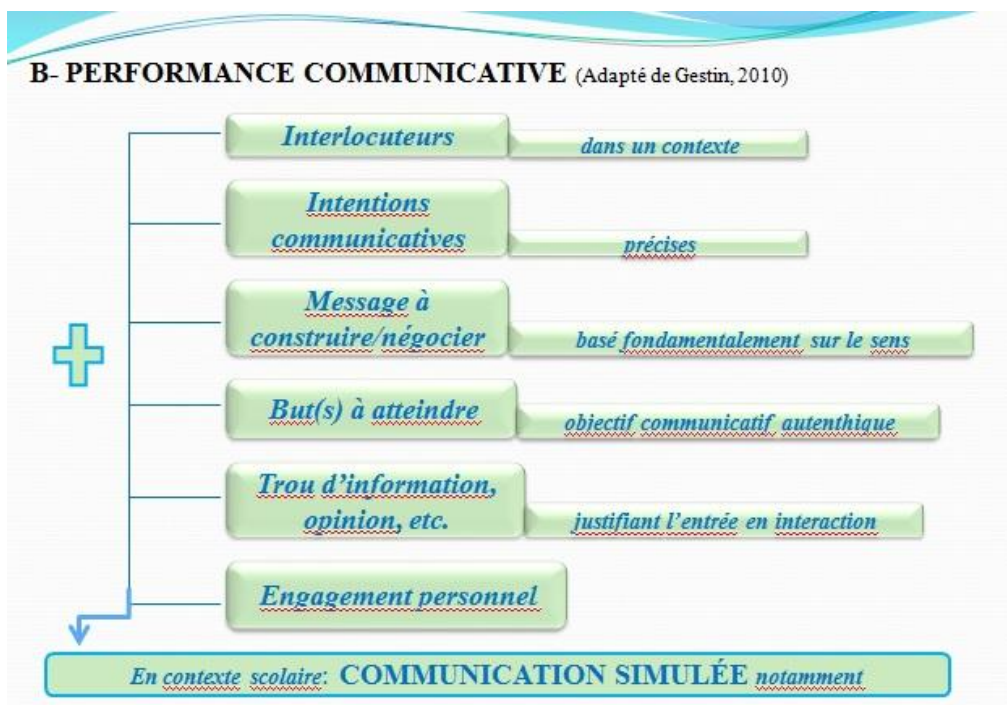 B- PERFORMANCE COMMUNICATIVE (Adapté de Gestin, 2010)
Interlocuteurs
dans un contexte
Intentions
communicatives
précises
Message à
construire/négocier
basé fondamentalement sur le sens
But(s) à atteindre
objectif communicatif autenthique
Trou d'information,
opinion, etc.
justifiant l'entrée en interaction
Engagement personnel
En contexte scolaire: COMMUNICATION SIMULÉE notamment